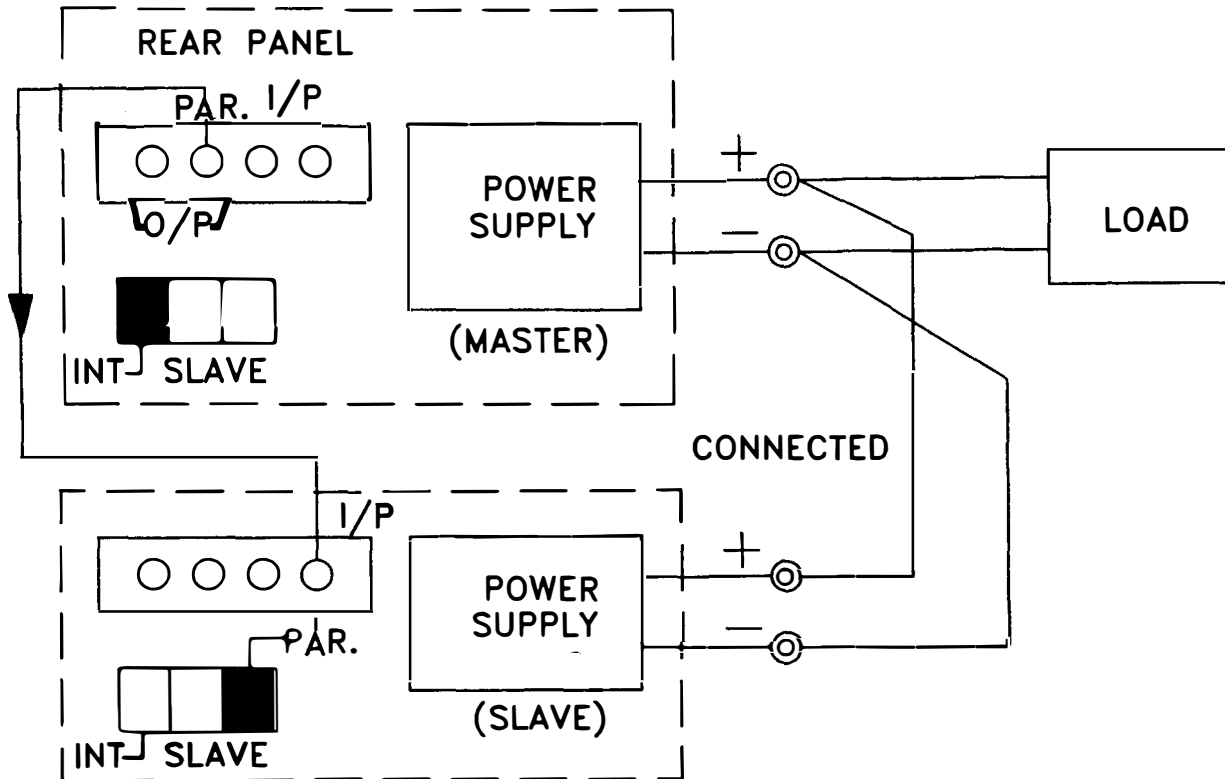 REAR PANEL
PAR. I/P
O/P
INT SLAVE
POWER
SUPPLY
(MASTER)
+
−
LOAD
CONNECTED
I/P
PAR.
INT SLAVE
POWER
SUPPLY
(SLAVE)
+
−